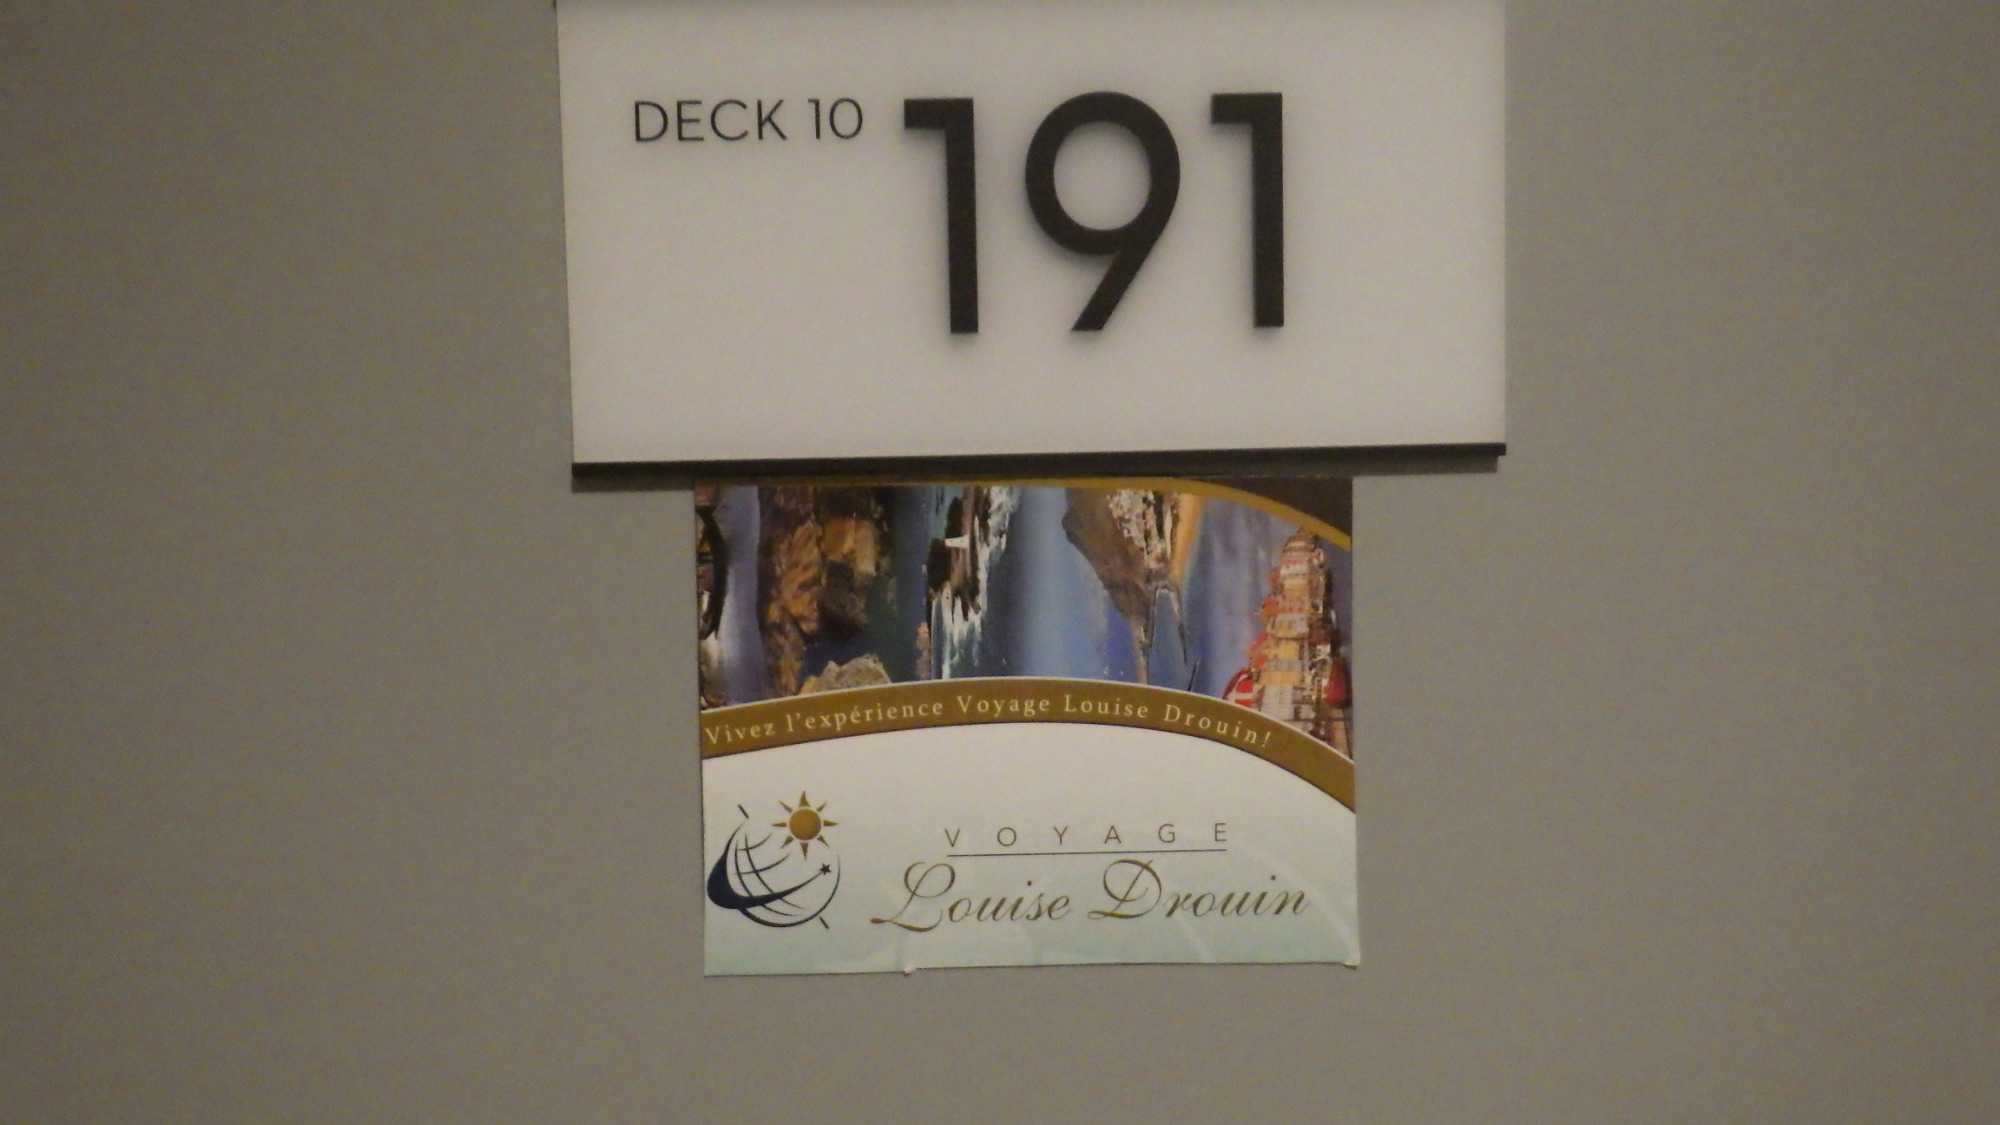 DECK 10 191
Vivez l'expérience Voyage Louise Drouin!
VOYAGE
Louise Drouin